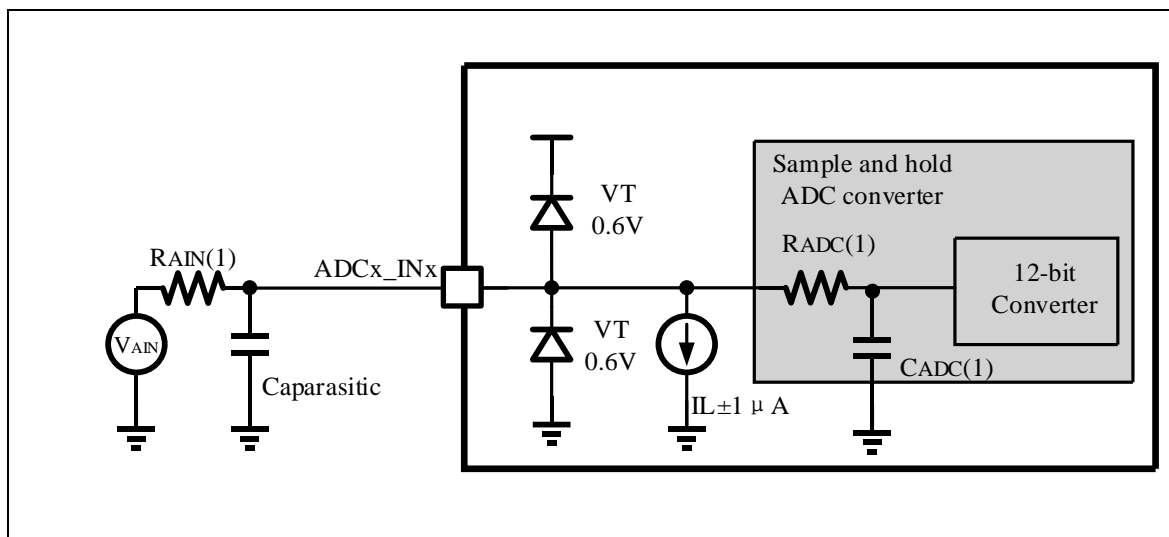 Sample and hold
ADC converter
VT
0.6V
RADC(1)
RAIN(1)
ADCx_INx
12-bit
Converter
VAIN
VT
0.6V
CADC(1)
Caparasitic
IL±1 μA